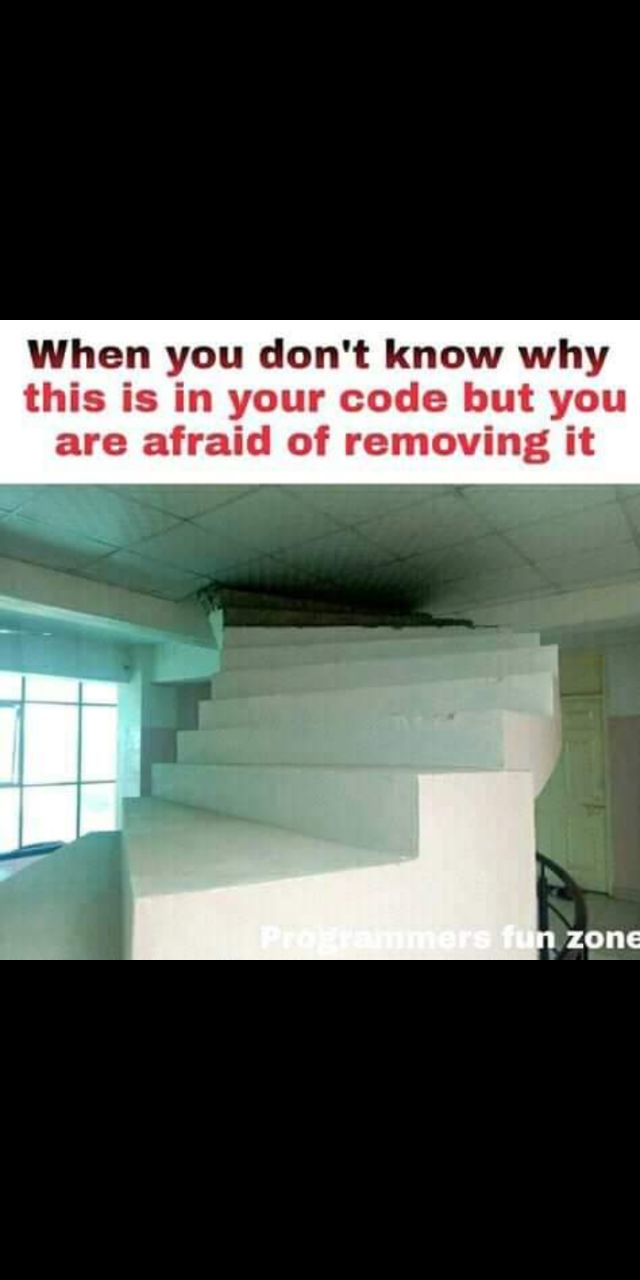 When you don't know why
this is in your code but you
are afraid of removing it
Programmers fun zone